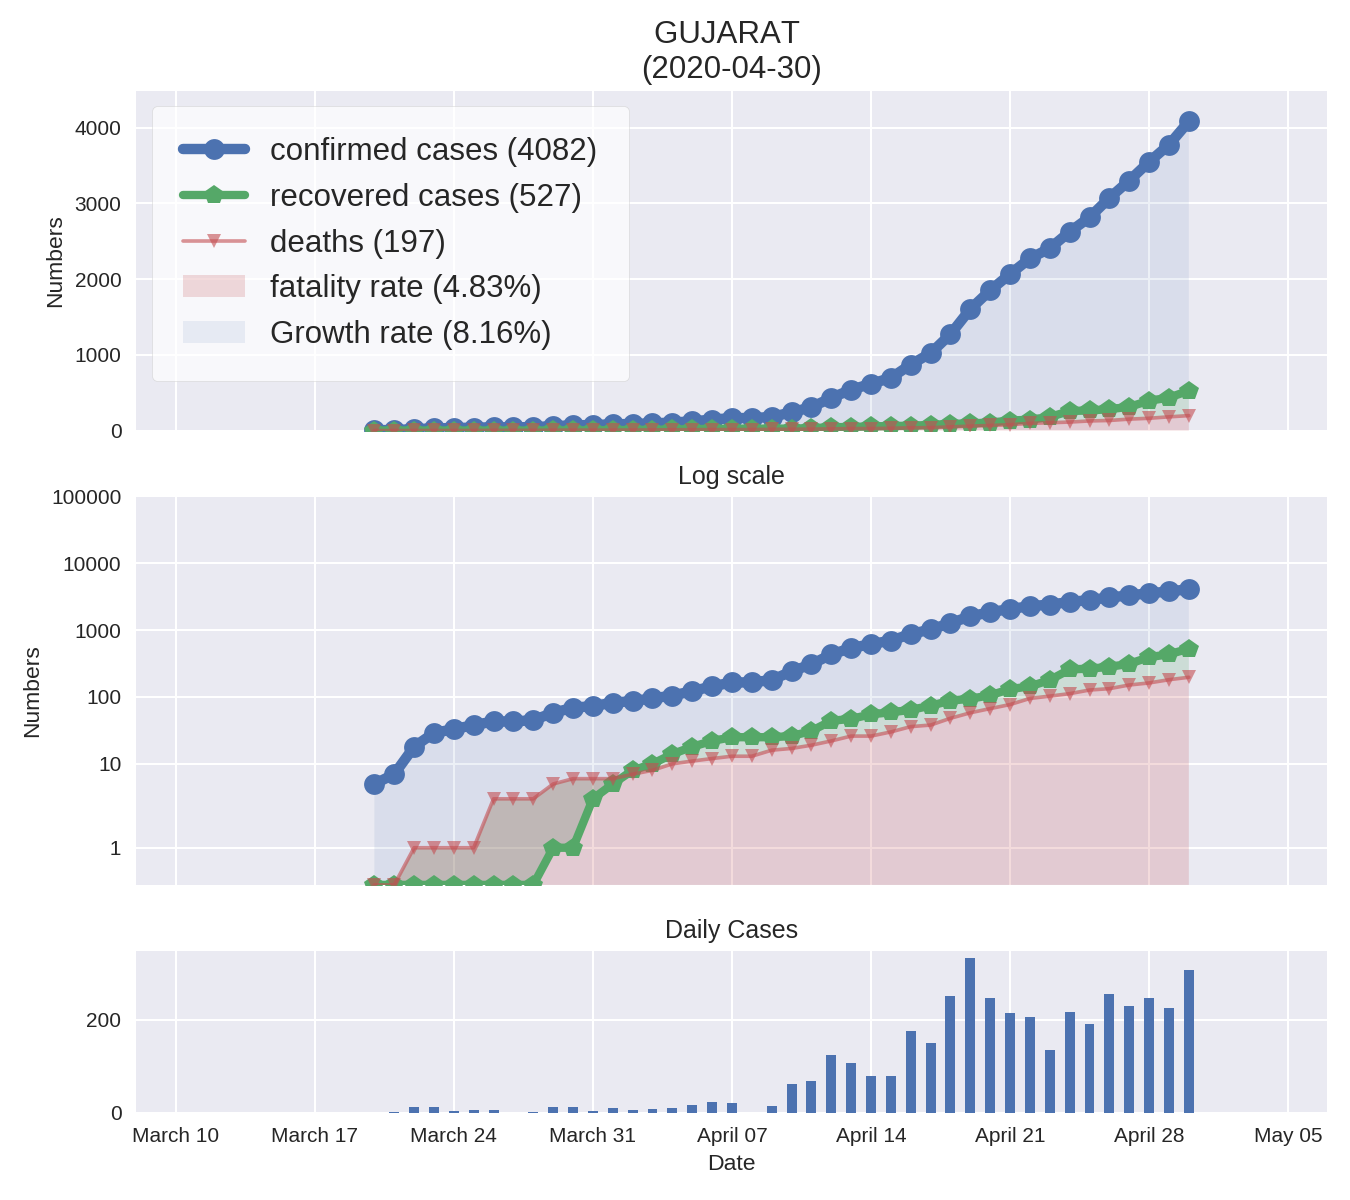 GUJARAT
(2020-04-30)
4000
3000
2000
1000
0
Numbers
confirmed cases (4082)
recovered cases (527)
deaths (197)
fatality rate (4.83%)
Growth rate (8.16%)
Log scale
100000
10000
1000
100
10
1
Numbers
Daily Cases
200
0
March 10 March 17 March 24 March 31 April 07 April 14 April 21 April 28 May 05
Date